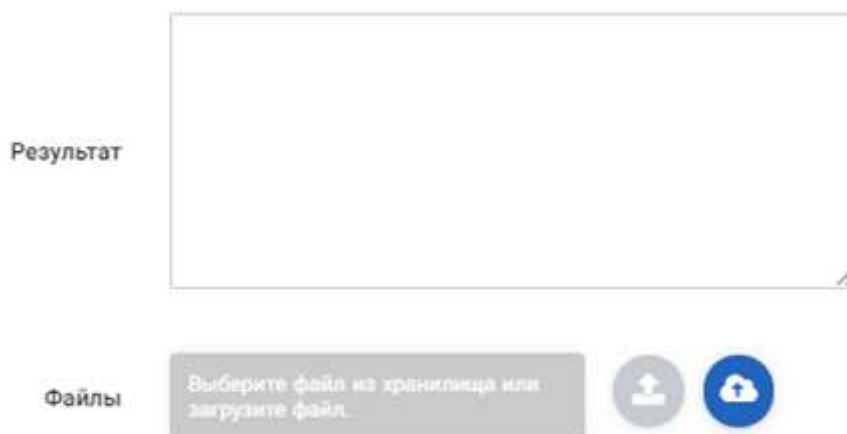 Результат
Файлы
Выберите файл из хранилища или
загрузите файл.